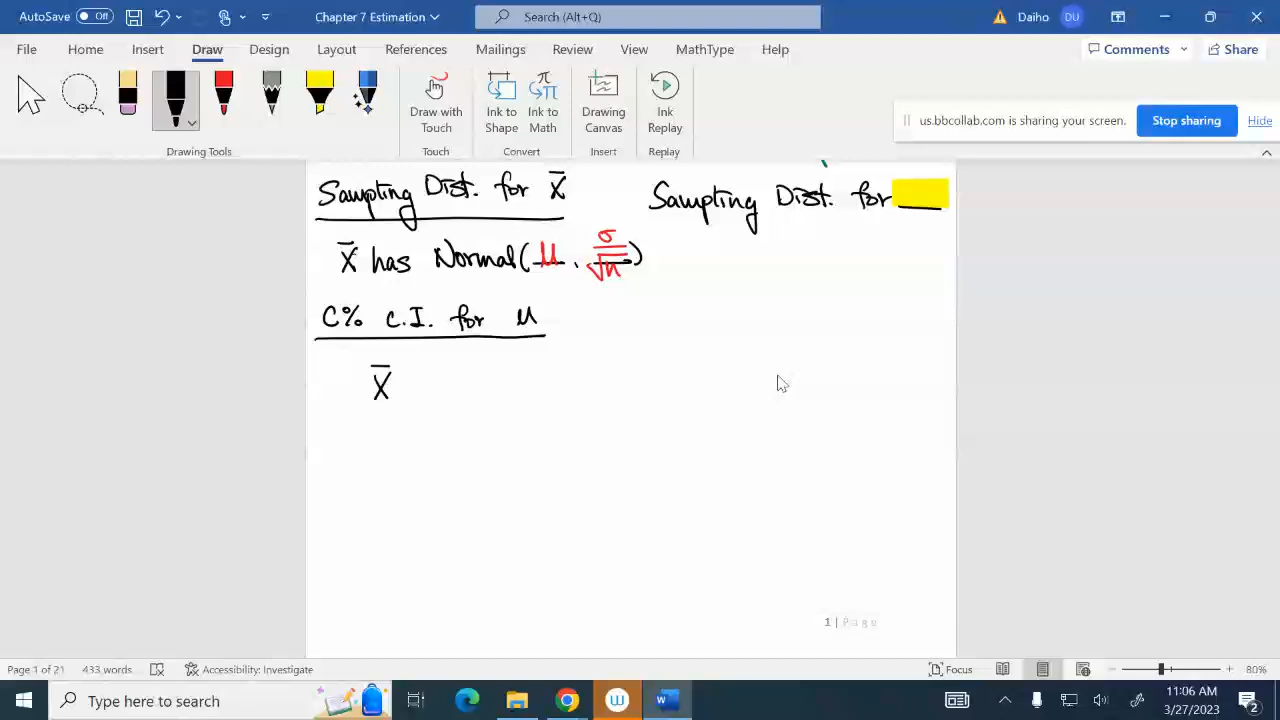 AutoSave Off Chapter 7 Estimation Search (Alt+Q) Daiho DU
File Home Insert Draw Design Layout References Mailings Review View MathType Help Comments Share
Draw with Touch Ink to Shape Ink to Math Drawing Canvas Ink Replay
us.bbcollab.com is sharing your screen. Stop sharing Hide
Drawing Tools Touch Convert Insert Replay
Sampting Dist. for X̄
Sampting Dist. for ___
X̄ has Normal( μ , σ/√n )
C% C.I. for μ
X̄
1 | Page
Page 1 of 21 433 words Accessibility: Investigate Focus 80%
Type here to search
11:06 AM
3/27/2023
2